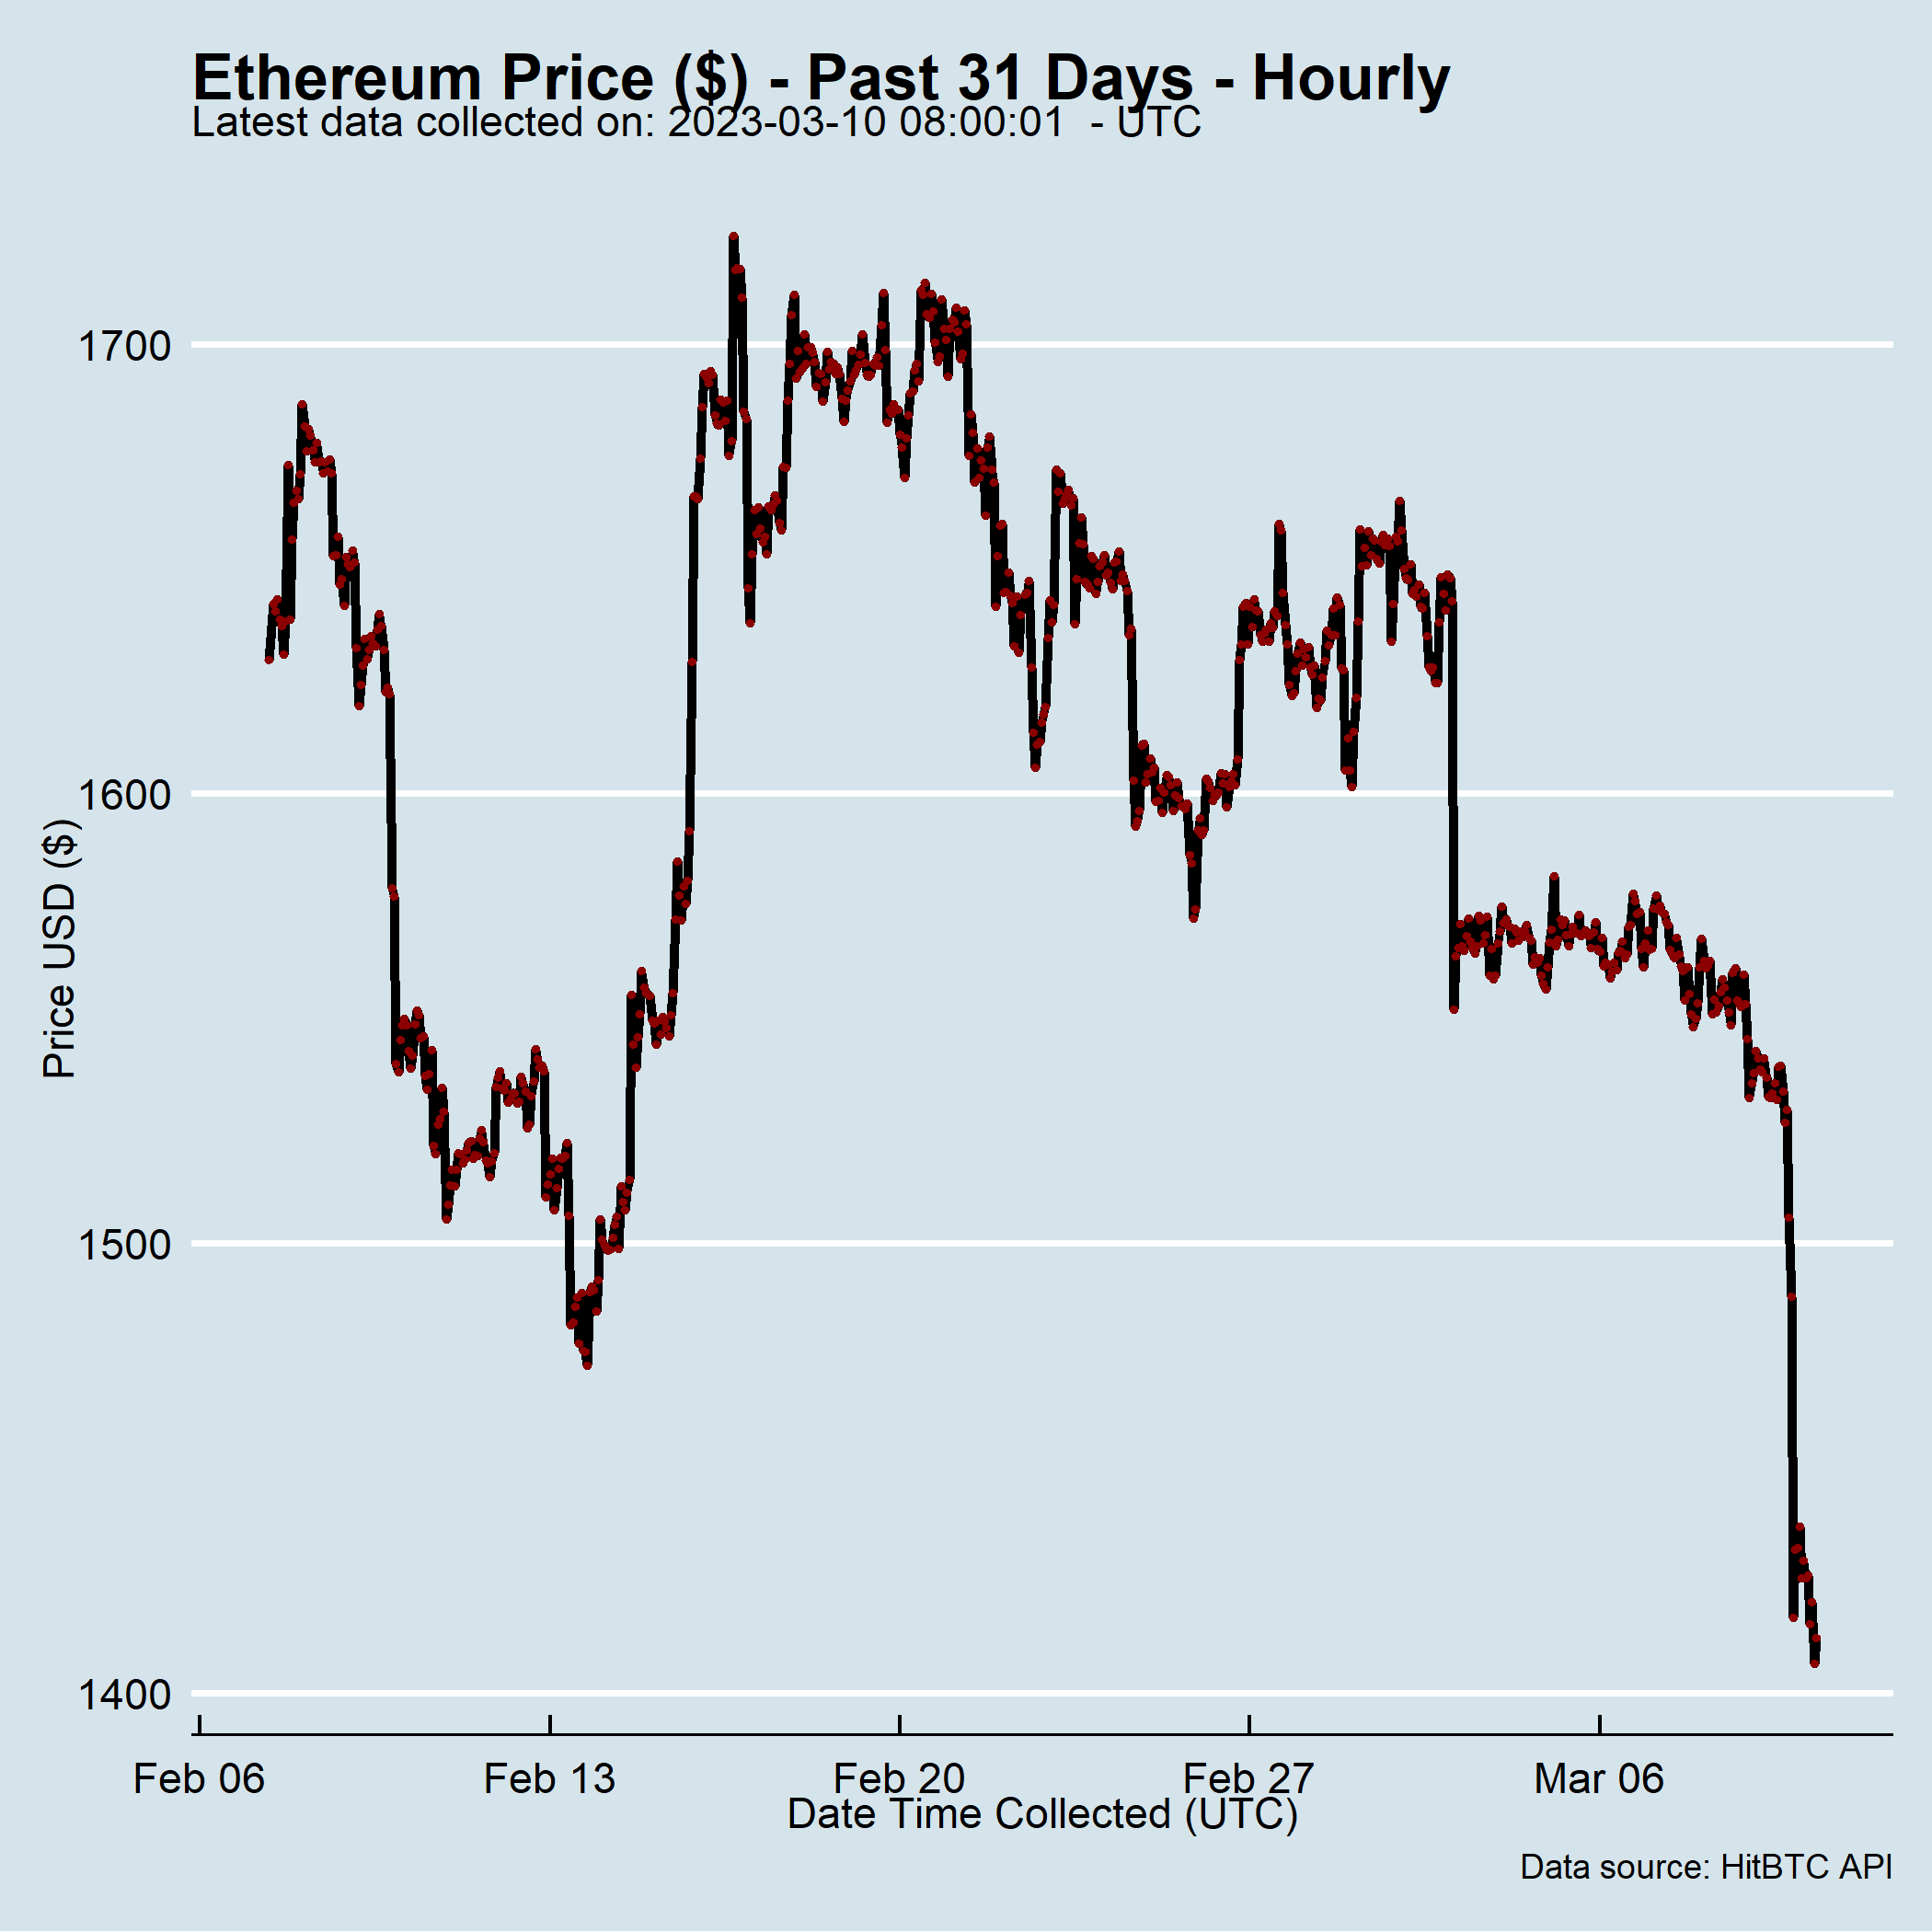 Ethereum Price ($) - Past 31 Days - Hourly
Latest data collected on: 2023-03-10 08:00:01  - UTC
Price USD ($)
1700
1600
1500
1400
Feb 06
Feb 13
Feb 20
Feb 27
Mar 06
Date Time Collected (UTC)
Data source: HitBTC API